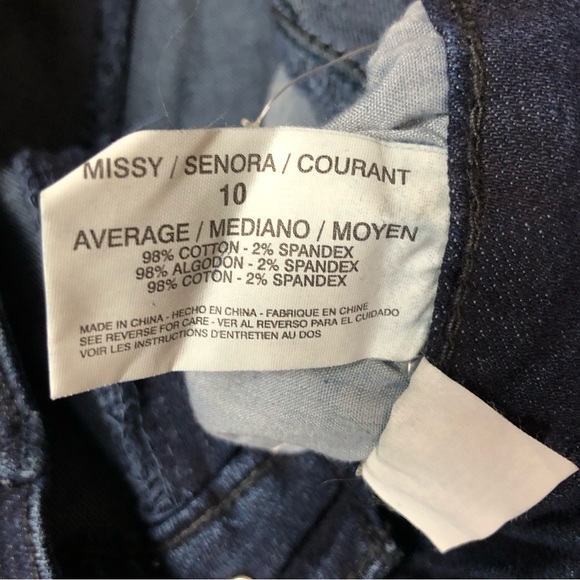 MISSY / SENORA / COURANT
10
AVERAGE / MEDIANO / MOYEN
98% COTTON - 2% SPANDEX
98% ALGODON - 2% SPANDEX
98% COTON - 2% SPANDEX
MADE IN CHINA - HECHO EN CHINA - FABRIQUE EN CHINE
SEE REVERSE FOR CARE - VER AL REVERSO PARA EL CUIDADO
VOIR LES INSTRUCTIONS D'ENTRETIEN AU DOS